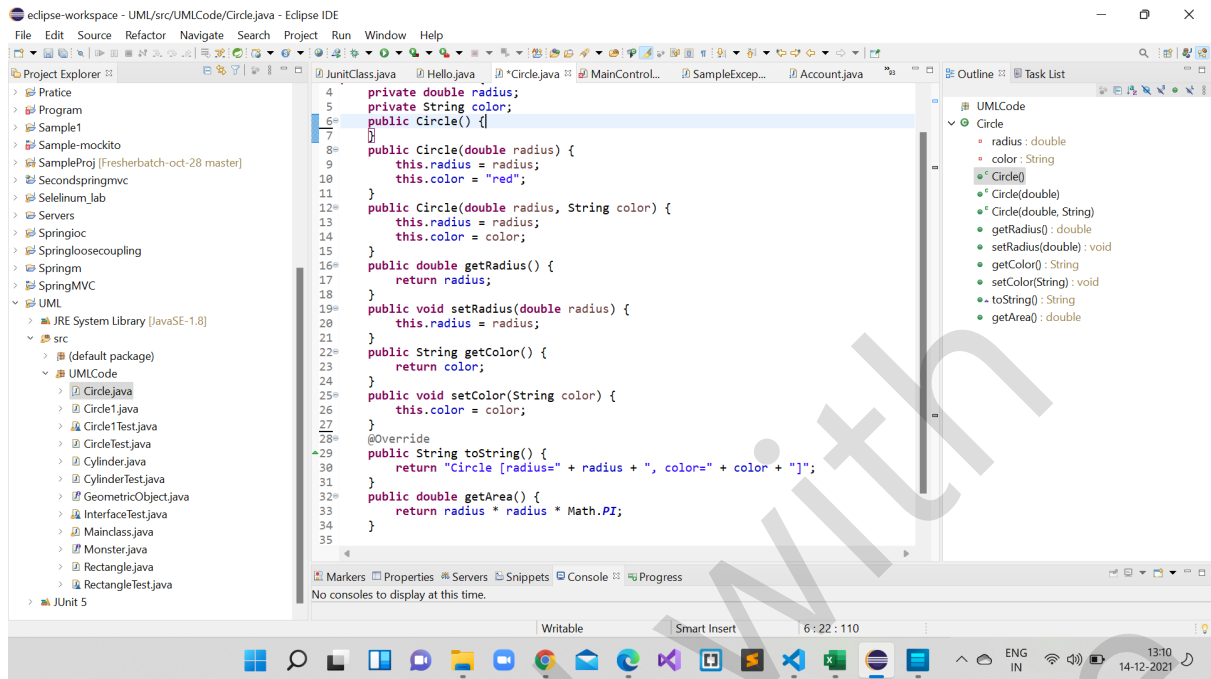 eclipse-workspace - UML/src/UMLCode/Circle.java - Eclipse IDE
File Edit Source Refactor Navigate Search Project Run Window Help
Project Explorer
Pratice
Program
Sample1
Sample-mockito
SampleProj [Fresherbatch-oct-28 master]
Secondspringmvc
Selelinum_lab
Servers
Springioc
Springloosecoupling
Springm
SpringMVC
UML
JRE System Library [JavaSE-1.8]
src
(default package)
UMLCode
Circle.java
Circle1.java
Circle1Test.java
CircleTest.java
Cylinder.java
CylinderTest.java
GeometricObject.java
InterfaceTest.java
Mainclass.java
Monster.java
Rectangle.java
RectangleTest.java
JUnit 5
JunitClass.java Hello.java *Circle.java MainControl... SampleExcep... Account.java »93
4 private double radius;
5 private String color;
6 public Circle() {
7 }
8 public Circle(double radius) {
9 this.radius = radius;
10 this.color = "red";
11 }
12 public Circle(double radius, String color) {
13 this.radius = radius;
14 this.color = color;
15 }
16 public double getRadius() {
17 return radius;
18 }
19 public void setRadius(double radius) {
20 this.radius = radius;
21 }
22 public String getColor() {
23 return color;
24 }
25 public void setColor(String color) {
26 this.color = color;
27 }
28 @Override
29 public String toString() {
30 return "Circle [radius=" + radius + ", color=" + color + "]";
31 }
32 public double getArea() {
33 return radius * radius * Math.PI;
34 }
35
Outline Task List
UMLCode
Circle
radius : double
color : String
Circle()
Circle(double)
Circle(double, String)
getRadius() : double
setRadius(double) : void
getColor() : String
setColor(String) : void
toString() : String
getArea() : double
Markers Properties Servers Snippets Console Progress
No consoles to display at this time.
Writable Smart Insert 6 : 22 : 110
ENG
IN
13:10
14-12-2021
with